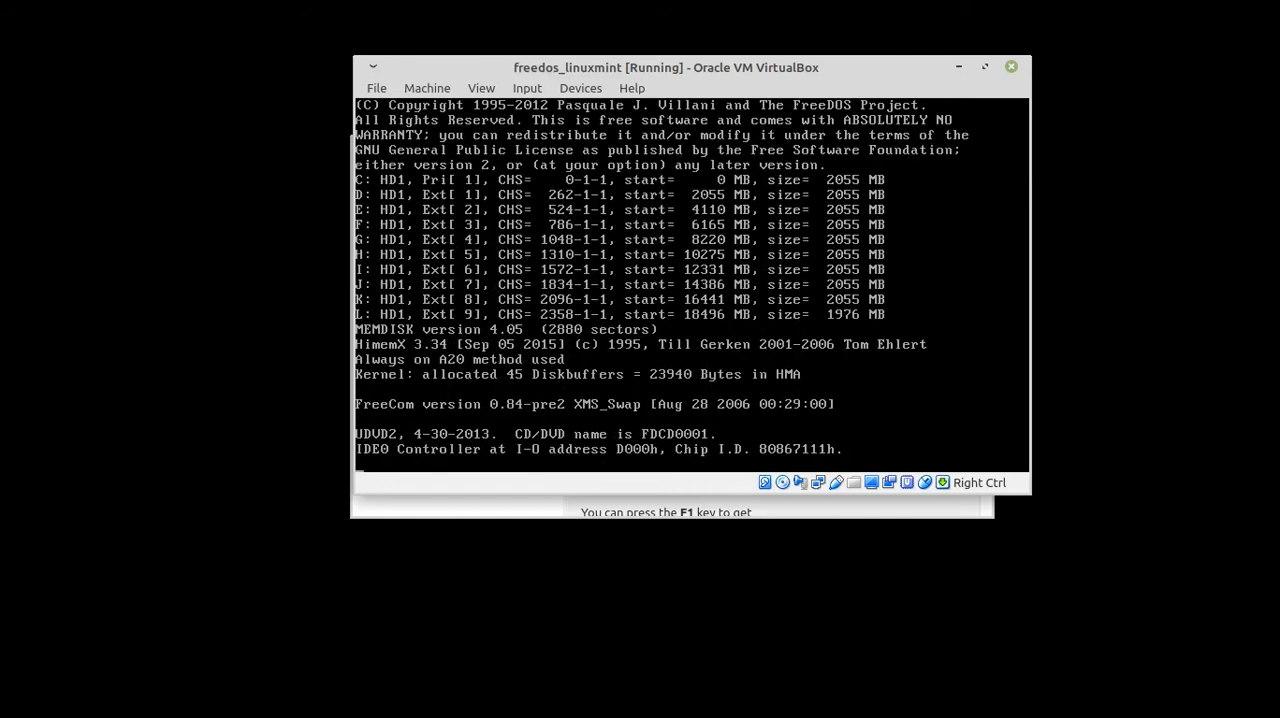 freedos_linuxmint [Running] - Oracle VM VirtualBox
File Machine View Input Devices Help
(C) Copyright 1995-2012 Pasquale J. Villani and The FreeDOS Project.
All Rights Reserved. This is free software and comes with ABSOLUTELY NO
WARRANTY; you can redistribute it and/or modify it under the terms of the
GNU General Public License as published by the Free Software Foundation;
either version 2, or (at your option) any later version.
C: HD1, Pri[ 1], CHS=    0-1-1, start=     0 MB, size=  2055 MB
D: HD1, Ext[ 1], CHS=  262-1-1, start=  2055 MB, size=  2055 MB
E: HD1, Ext[ 2], CHS=  524-1-1, start=  4110 MB, size=  2055 MB
F: HD1, Ext[ 3], CHS=  786-1-1, start=  6165 MB, size=  2055 MB
G: HD1, Ext[ 4], CHS= 1048-1-1, start=  8220 MB, size=  2055 MB
H: HD1, Ext[ 5], CHS= 1310-1-1, start= 10275 MB, size=  2055 MB
I: HD1, Ext[ 6], CHS= 1572-1-1, start= 12331 MB, size=  2055 MB
J: HD1, Ext[ 7], CHS= 1834-1-1, start= 14386 MB, size=  2055 MB
K: HD1, Ext[ 8], CHS= 2096-1-1, start= 16441 MB, size=  2055 MB
L: HD1, Ext[ 9], CHS= 2358-1-1, start= 18496 MB, size=  1976 MB
MEMDISK version 4.05  (2880 sectors)
HimemX 3.34 [Sep 05 2015] (c) 1995, Till Gerken 2001-2006 Tom Ehlert
Always on A20 method used
Kernel: allocated 45 Diskbuffers = 23940 Bytes in HMA
FreeCom version 0.84-pre2 XMS_Swap [Aug 28 2006 00:29:00]
UDVD2, 4-30-2013.  CD/DVD name is FDCD0001.
IDE0 Controller at I-O address D000h, Chip I.D. 80867111h.
Right Ctrl
You can press the F1 key to get